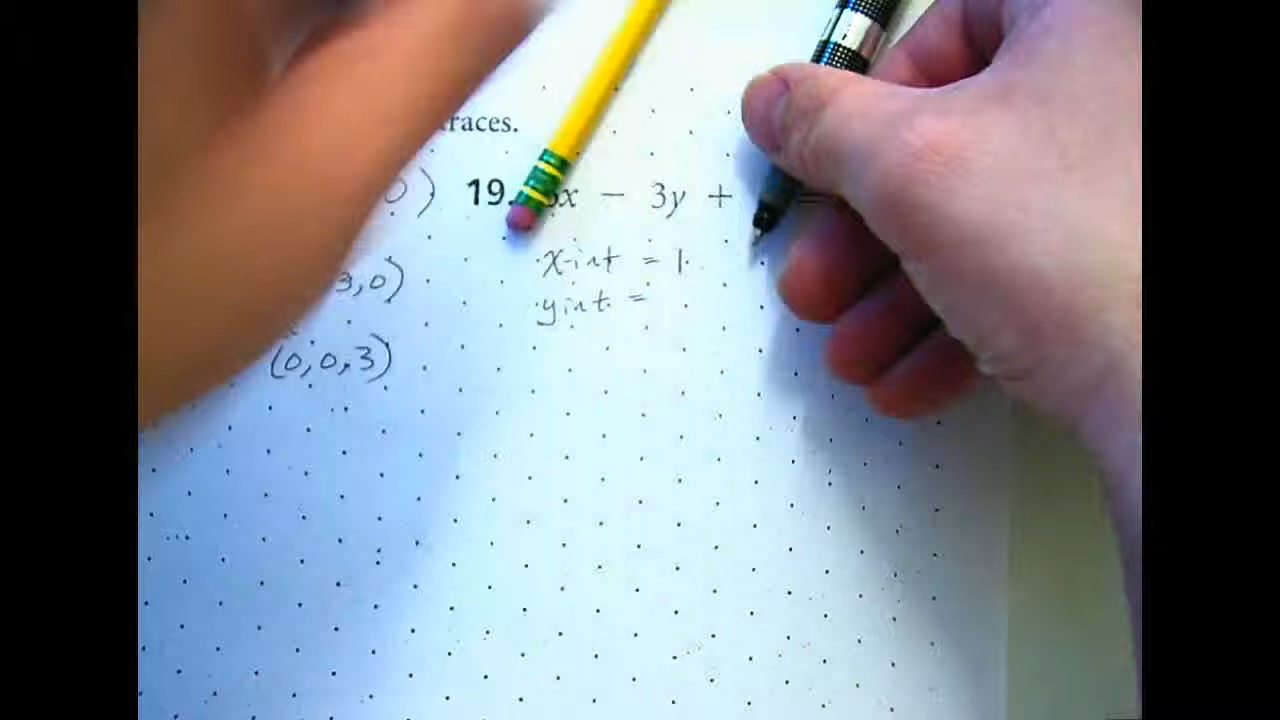 races.
0) 19. x − 3y +
3,0) x-int = 1
y int =
(0,0,3)